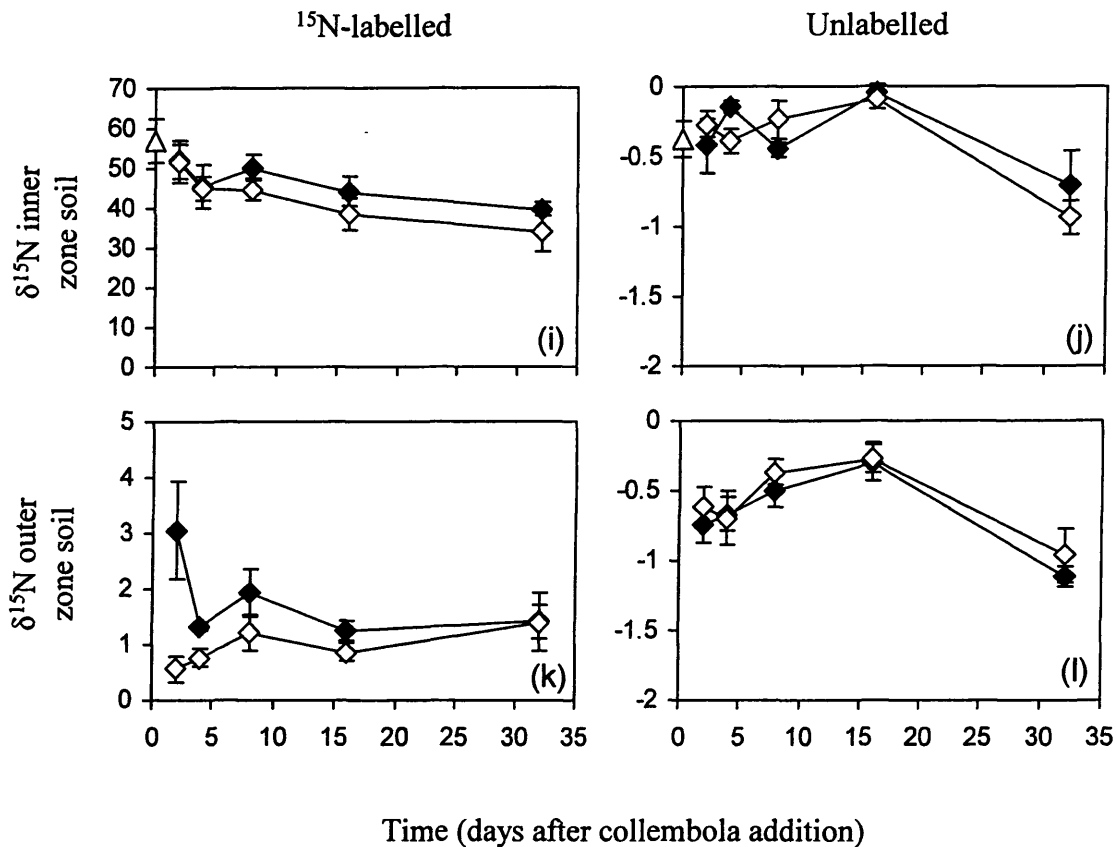 ¹⁵N-labelled
Unlabelled
δ¹⁵N inner
zone soil
70
60
50
40
30
20
10
0
(i)
0
-0.5
-1
-1.5
-2
(j)
δ¹⁵N outer
zone soil
5
4
3
2
1
0
(k)
0 5 10 15 20 25 30 35
0
-0.5
-1
-1.5
-2
(l)
0 5 10 15 20 25 30 35
Time (days after collembola addition)